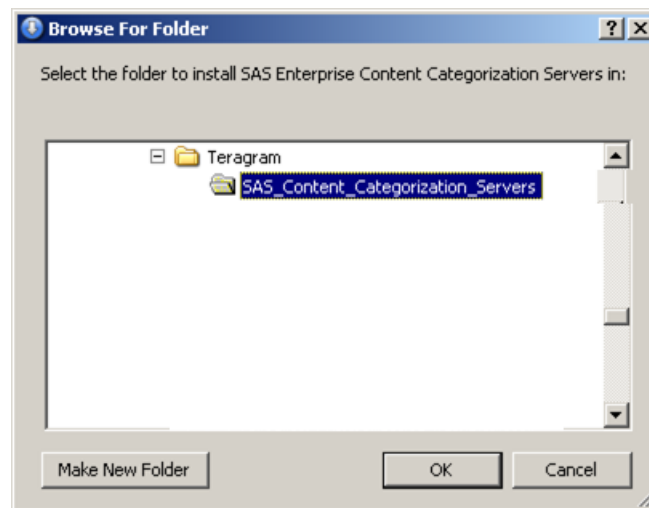 Browse For Folder
Select the folder to install SAS Enterprise Content Categorization Servers in:
Teragram
SAS_Content_Categorization_Servers
Make New Folder
OK
Cancel